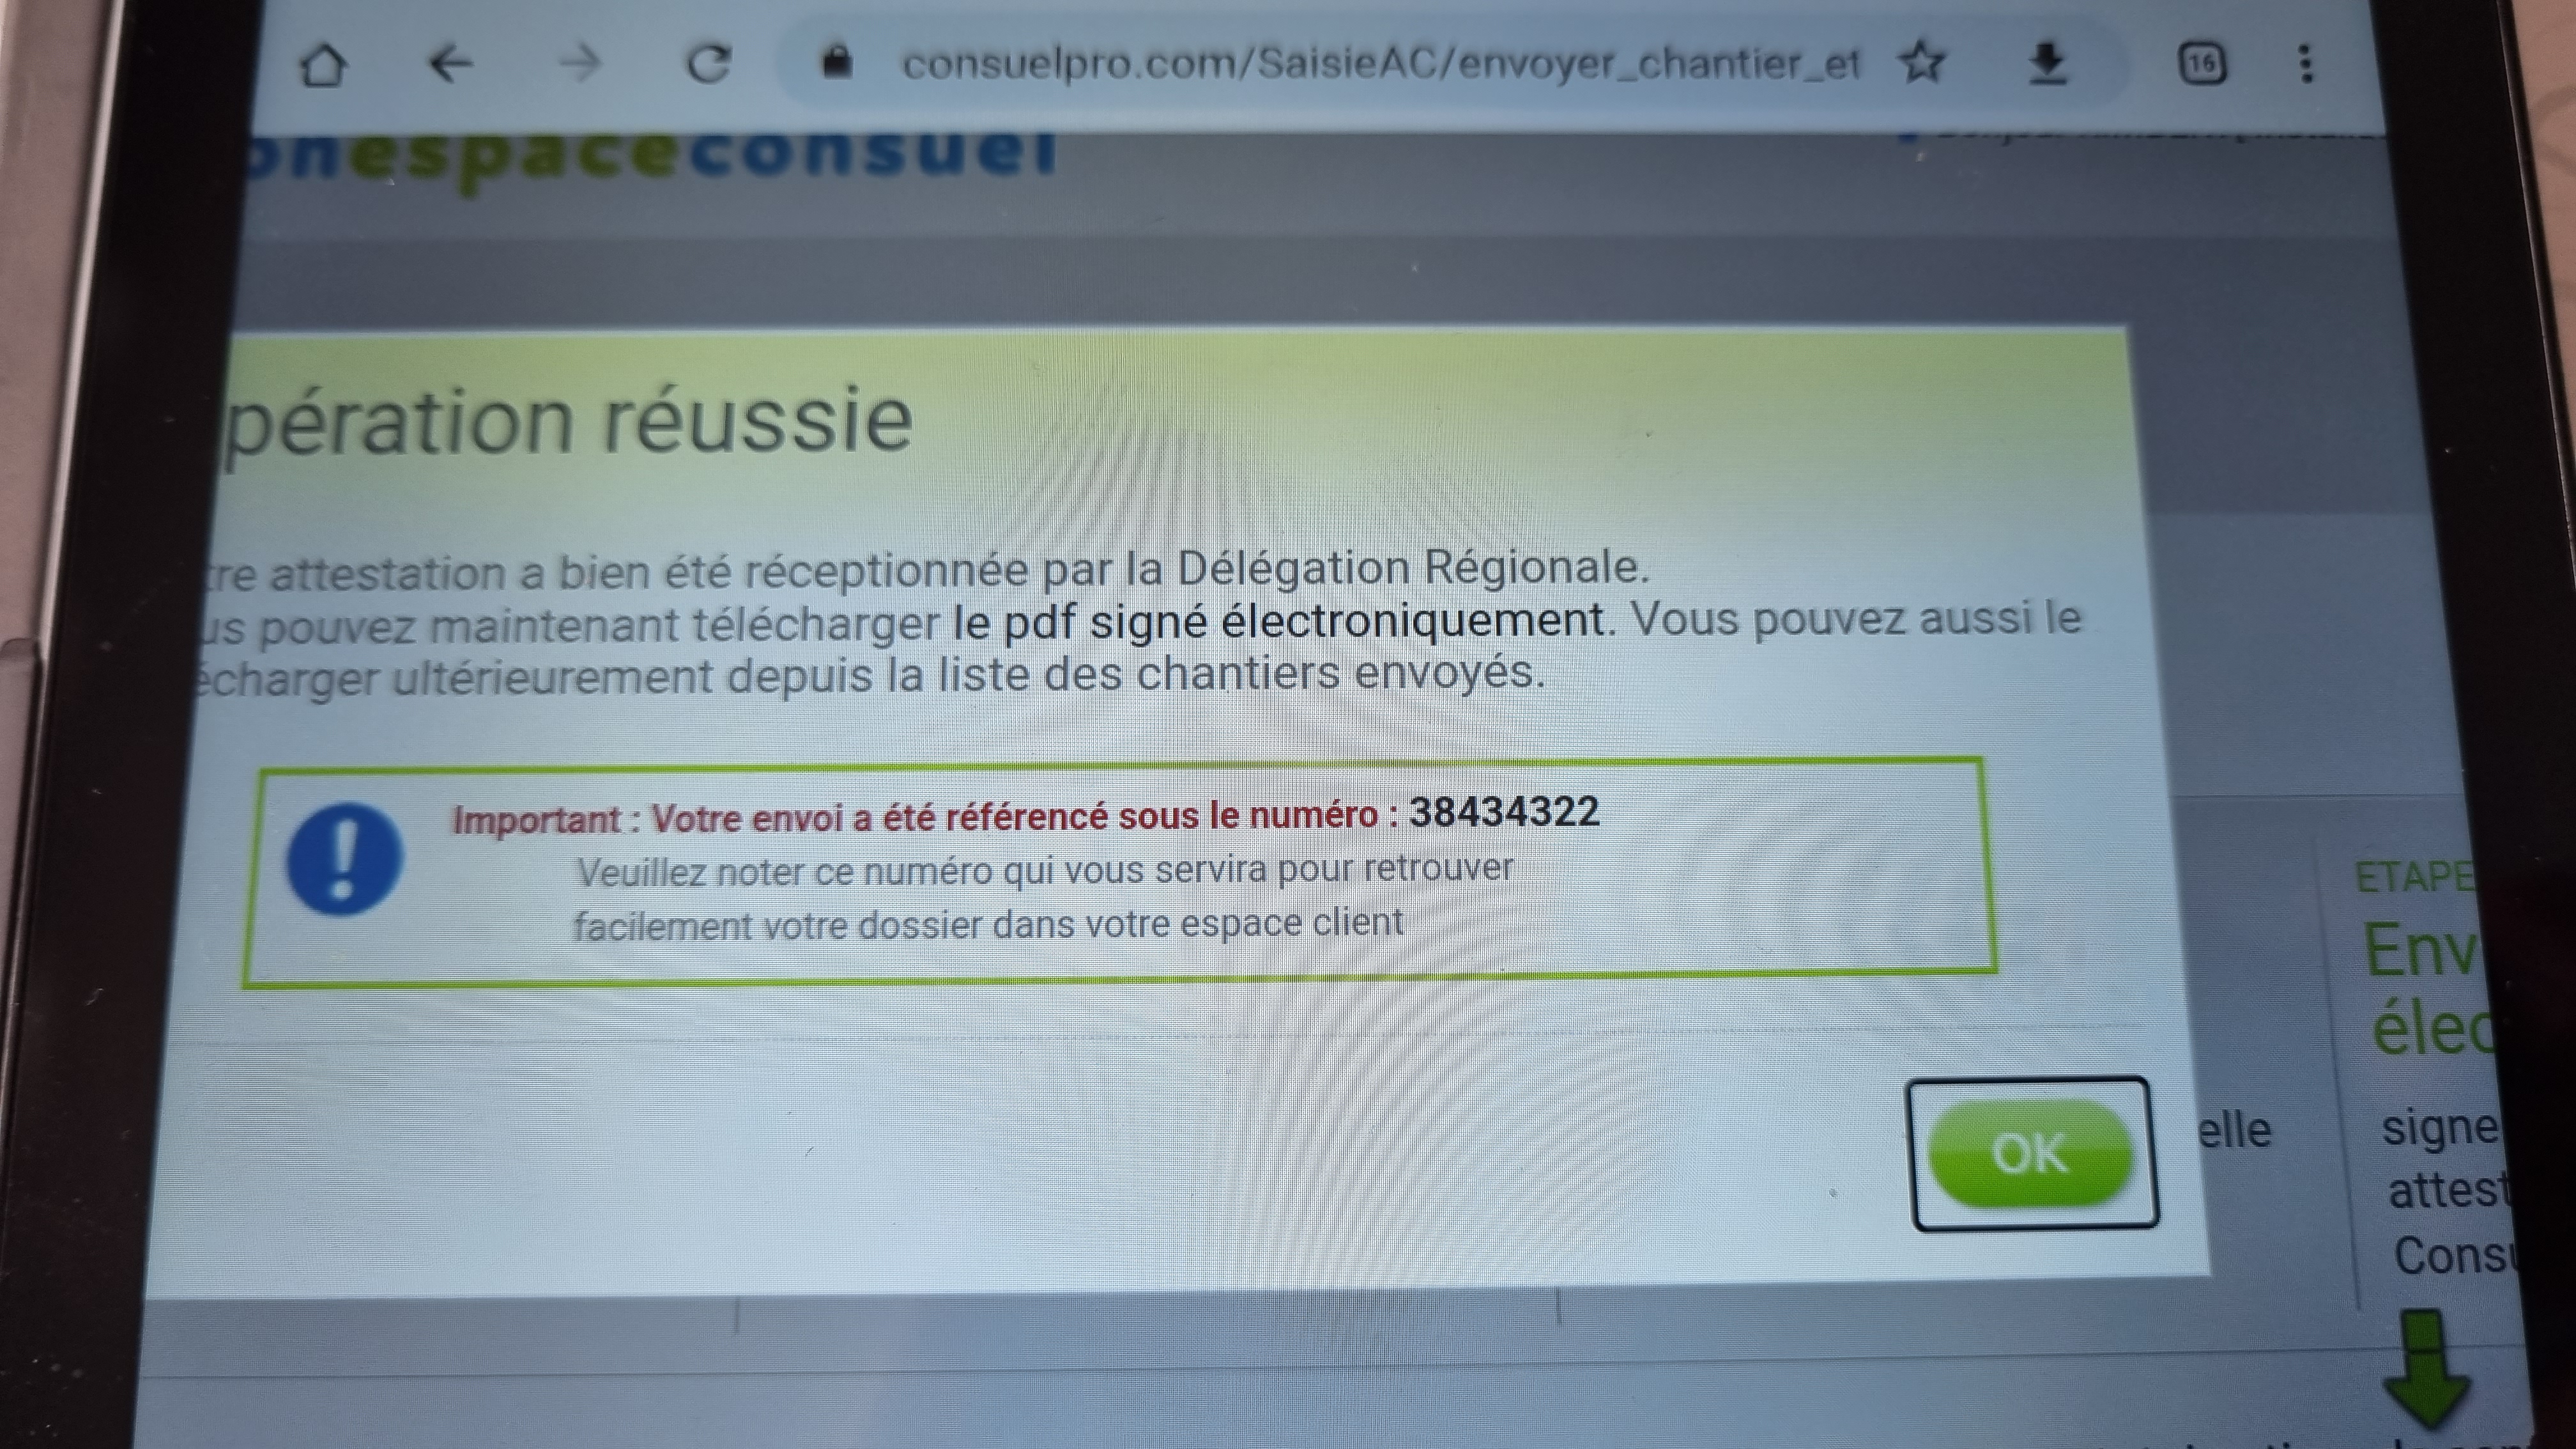 consuelpro.com/SaisieAC/envoyer_chantier_et
16
onespaceconsuel
pération réussie
tre attestation a bien été réceptionnée par la Délégation Régionale.
us pouvez maintenant télécharger le pdf signé électroniquement. Vous pouvez aussi le
écharger ultérieurement depuis la liste des chantiers envoyés.
Important : Votre envoi a été référencé sous le numéro : 38434322
Veuillez noter ce numéro qui vous servira pour retrouver
facilement votre dossier dans votre espace client
OK
elle
ETAPE
Env
élec
signe
attest
Consu